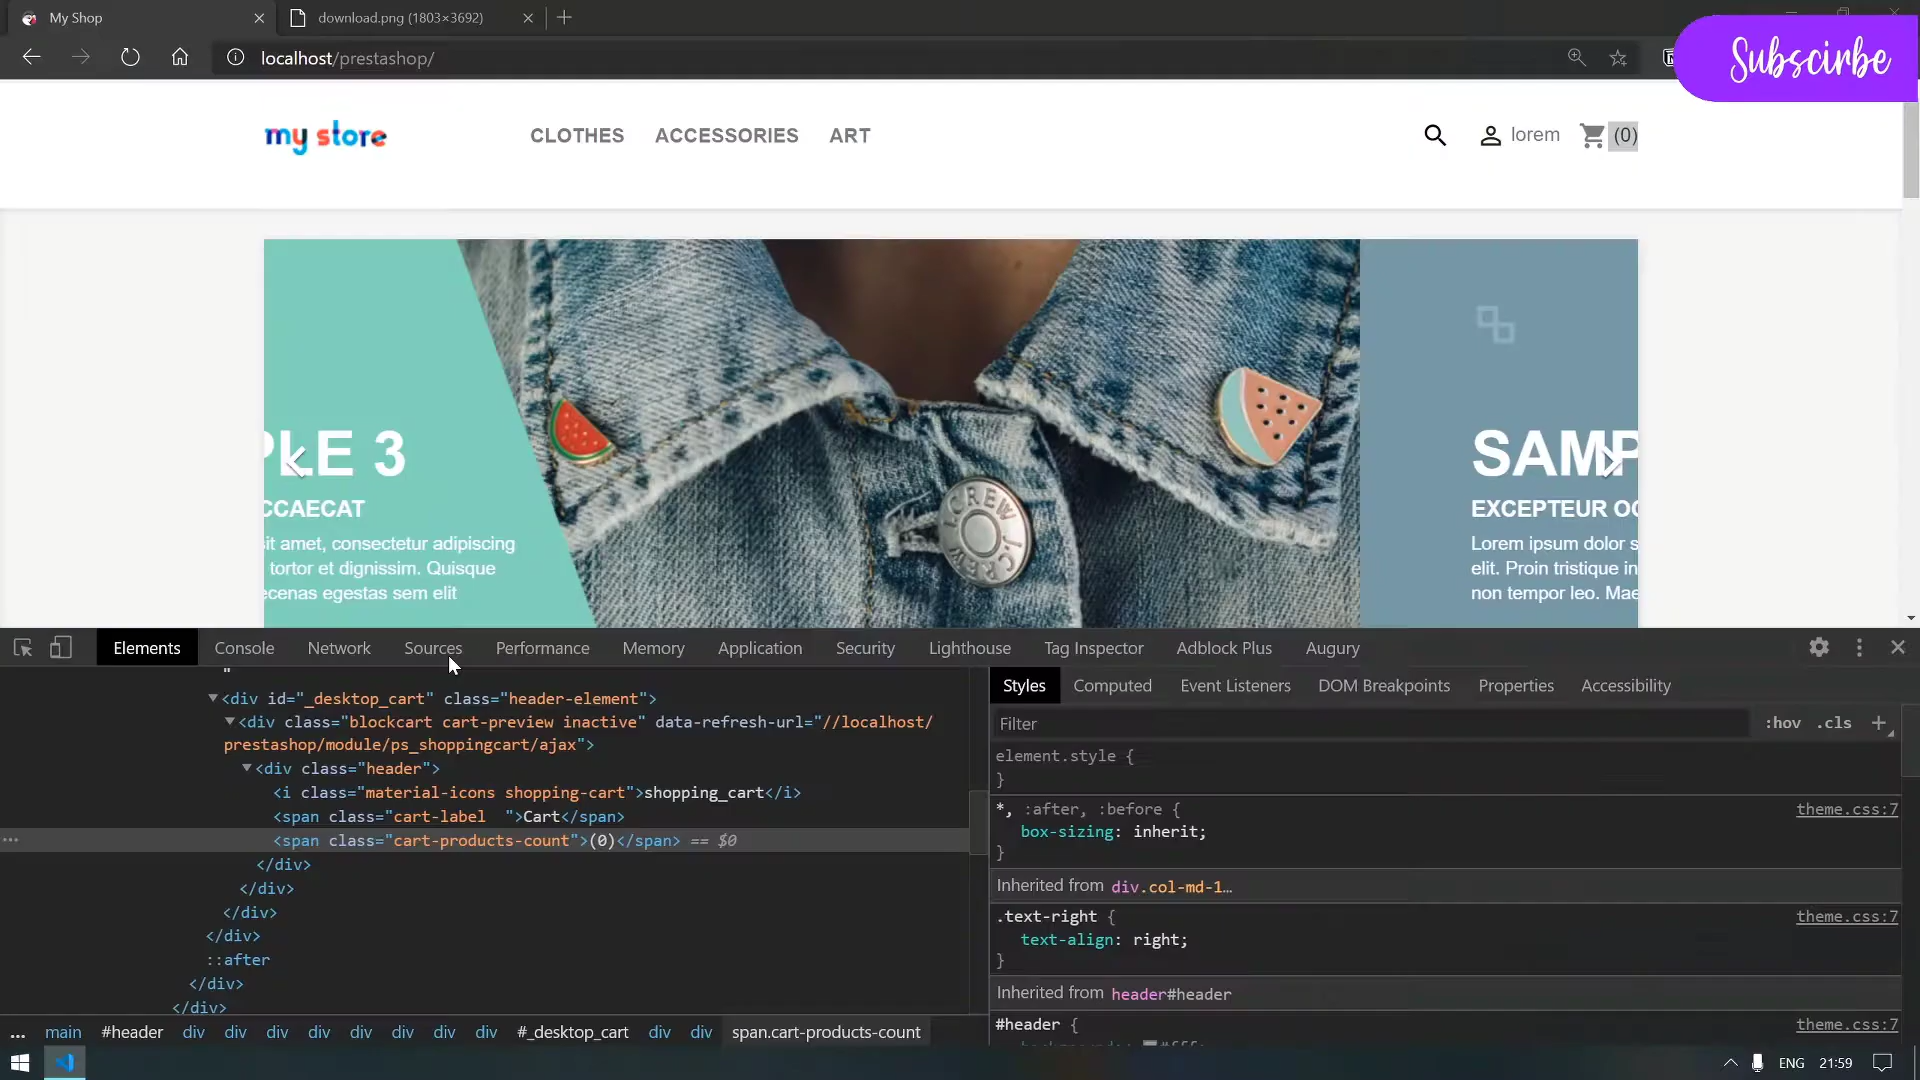 My Shop
download.png (1803×3692)
localhost/prestashop/
Subscirbe
my store
CLOTHES
ACCESSORIES
ART
lorem
(0)
PLE 3
CCAECAT
sit amet, consectetur adipiscing
tortor et dignissim. Quisque
ecenas egestas sem elit
J.CREW
J.CREW
SAMP
EXCEPTEUR OC
Lorem ipsum dolor s
elit. Proin tristique in
non tempor leo. Mae
Elements
Console
Network
Sources
Performance
Memory
Application
Security
Lighthouse
Tag Inspector
Adblock Plus
Augury
"
<div id="_desktop_cart" class="header-element">
<div class="blockcart cart-preview inactive" data-refresh-url="//localhost/
prestashop/module/ps_shoppingcart/ajax">
<div class="header">
<i class="material-icons shopping-cart">shopping_cart</i>
<span class="cart-label  ">Cart</span>
<span class="cart-products-count">(0)</span> == $0
</div>
</div>
</div>
</div>
::after
</div>
</div>
... main #header div div div div div div div div #_desktop_cart div div span.cart-products-count
Styles
Computed
Event Listeners
DOM Breakpoints
Properties
Accessibility
Filter
:hov .cls +
element.style {
}
*, :after, :before {
theme.css:7
box-sizing: inherit;
}
Inherited from div.col-md-1…
.text-right {
theme.css:7
text-align: right;
}
Inherited from header#header
#header {
theme.css:7
ENG
21:59